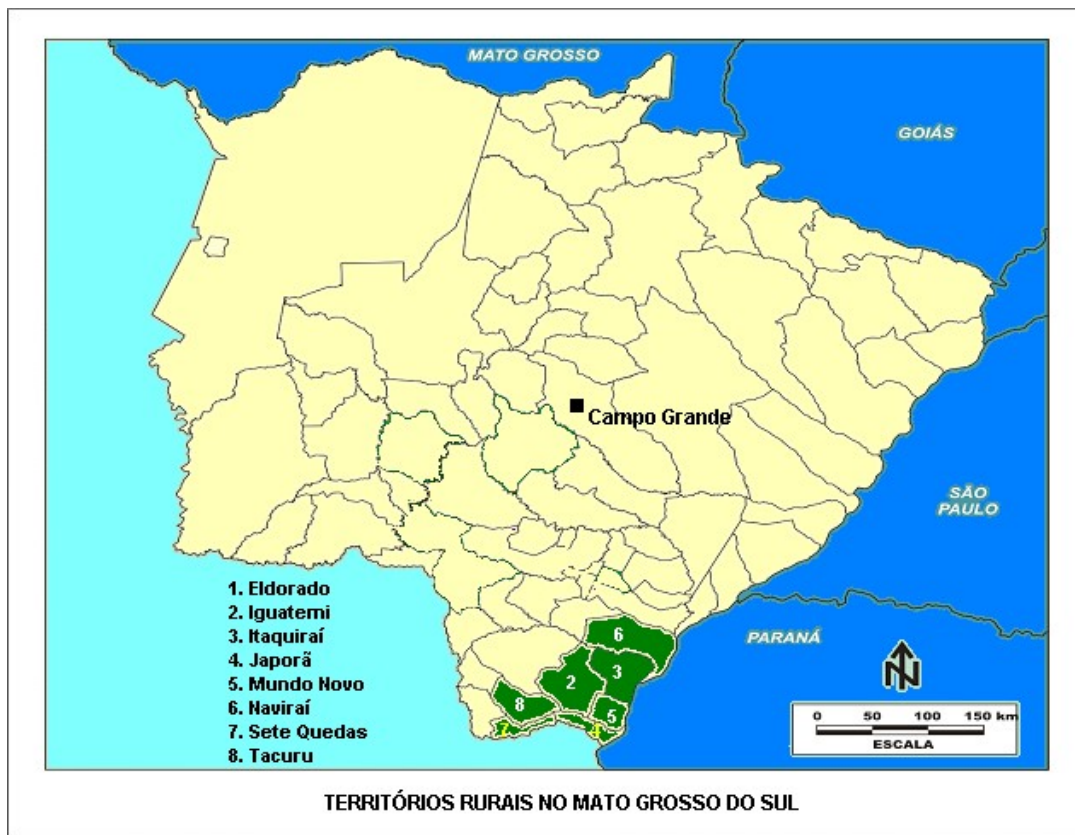 MATO GROSSO
GOIÁS
Campo Grande
SÃO
PAULO
1. Eldorado
2. Iguatemi
3. Itaquiraí
4. Japorã
5. Mundo Novo
6. Naviraí
7. Sete Quedas
8. Tacuru
6
3
2
8
5
7
4
PARANÁ
N
0 50 100 150 km
ESCALA
TERRITÓRIOS RURAIS NO MATO GROSSO DO SUL